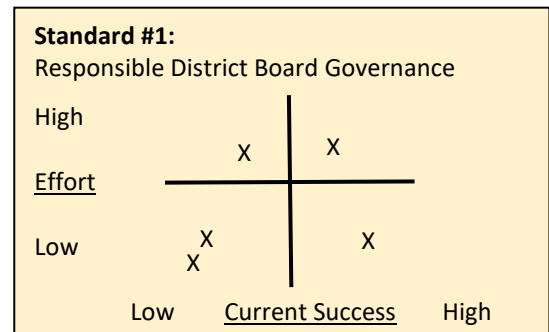 Standard #1:
Responsible District Board Governance
High
X X
Effort
Low
X X
X
Low Current Success High